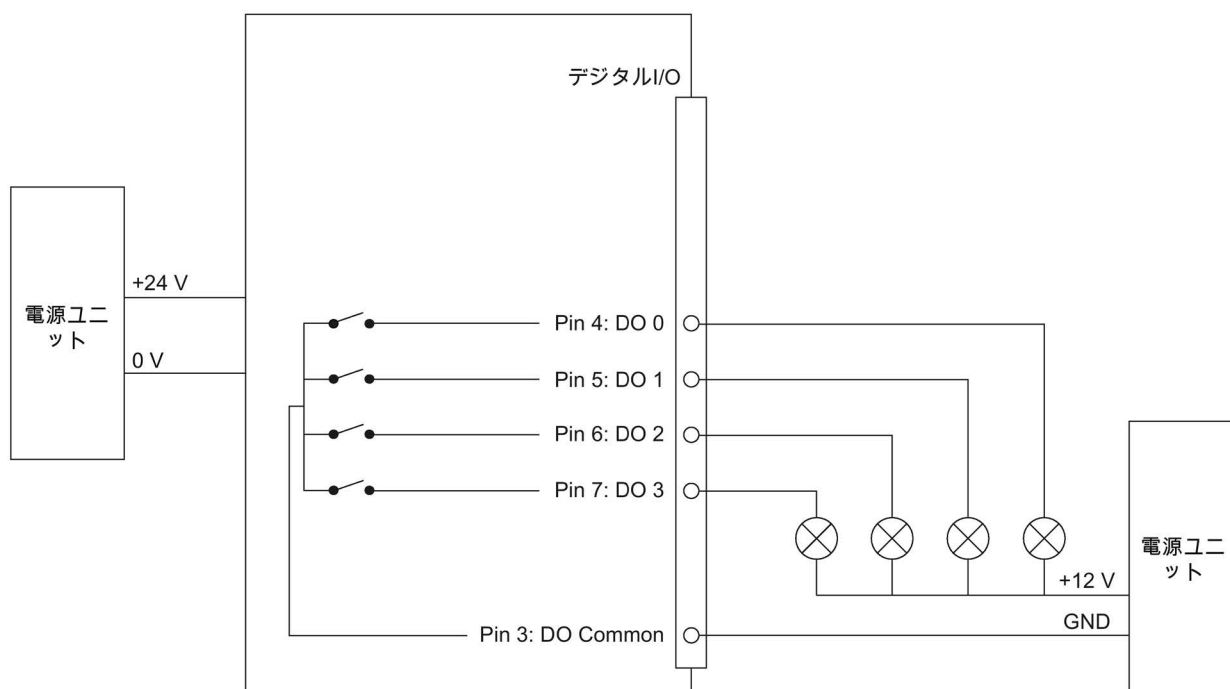 デジタルI/O
+24 V
電源ユニ
ット
0 V
Pin 4: DO 0
Pin 5: DO 1
Pin 6: DO 2
Pin 7: DO 3
電源ユニ
ット
+12 V
GND
Pin 3: DO Common